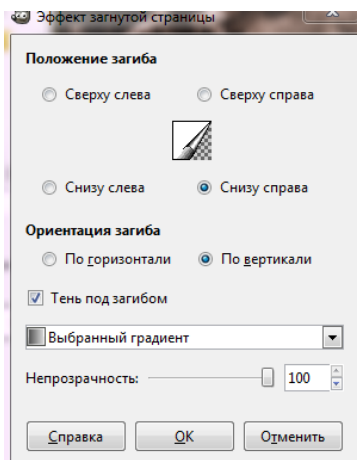 Эффект загнутой страницы
Положение загиба
Сверху слева Сверху справа
Снизу слева Снизу справа
Ориентация загиба
По горизонтали По вертикали
Тень под загибом
Выбранный градиент
Непрозрачность: 100
Справка OK Отменить